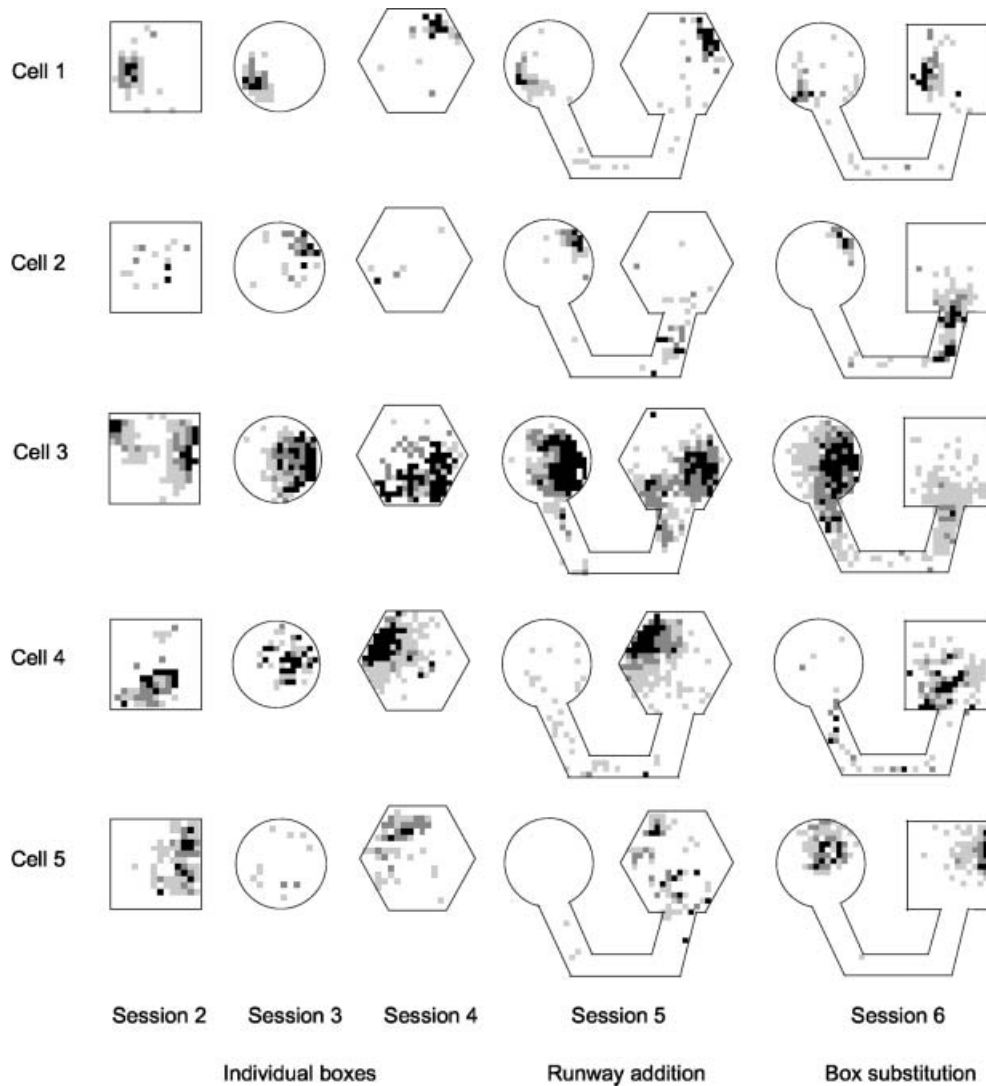 Cell 1
Cell 2
Cell 3
Cell 4
Cell 5
Session 2 Session 3 Session 4 Session 5 Session 6
Individual boxes Runway addition Box substitution